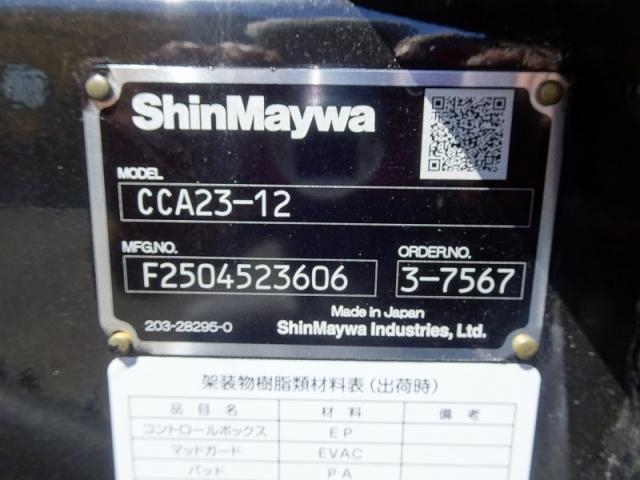 ShinMaywa
MODEL
CCA23-12
MFG.NO. ORDER.NO.
F2504523606 3-7567
Made in Japan
203-28295-0 ShinMaywa Industries, Ltd.
架装物樹脂類材料表(出荷時)
品目名 材料 備考
コントロールボックス EP
マッドガード EVAC
パッド PA